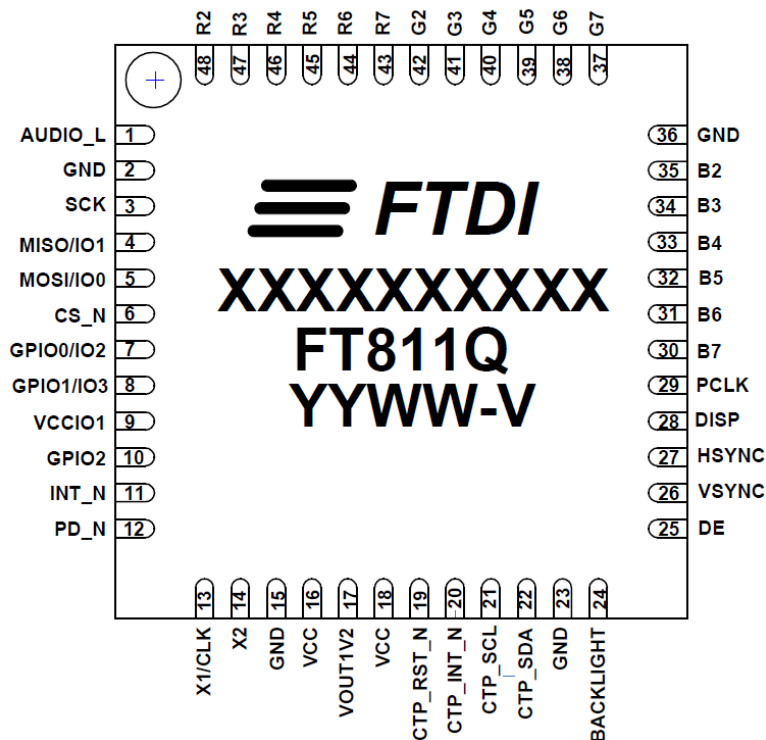 R2 R3 R4 R5 R6 R7 G2 G3 G4 G5 G6 G7
48 47 46 45 44 43 42 41 40 39 38 37
AUDIO_L 1
GND 2
SCK 3
MISO/IO1 4
MOSI/IO0 5
CS_N 6
GPIO0/IO2 7
GPIO1/IO3 8
VCCIO1 9
GPIO2 10
INT_N 11
PD_N 12
FTDI
XXXXXXXXXX
FT811Q
YYWW-V
36 GND
35 B2
34 B3
33 B4
32 B5
31 B6
30 B7
29 PCLK
28 DISP
27 HSYNC
26 VSYNC
25 DE
13 14 15 16 17 18 19 20 21 22 23 24
X1/CLK X2 GND VCC VOUT1V2 VCC CTP_RST_N CTP_INT_N CTP_SCL CTP_SDA GND BACKLIGHT